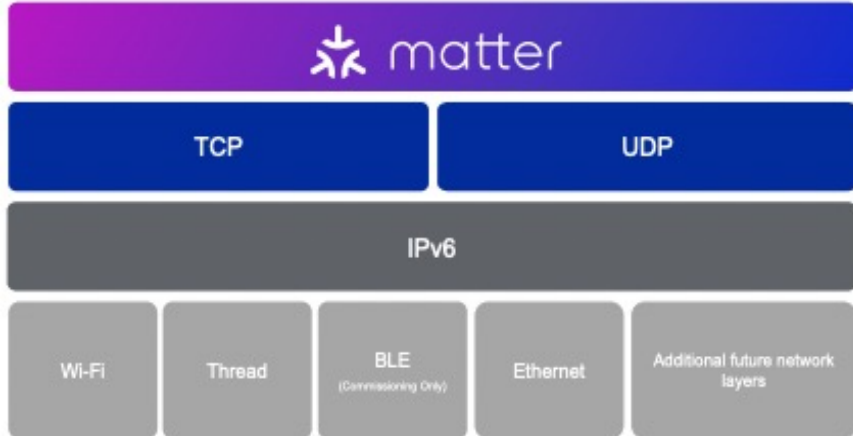 matter
TCP
UDP
IPv6
Wi-Fi
Thread
BLE
(Commissioning Only)
Ethernet
Additional future network
layers